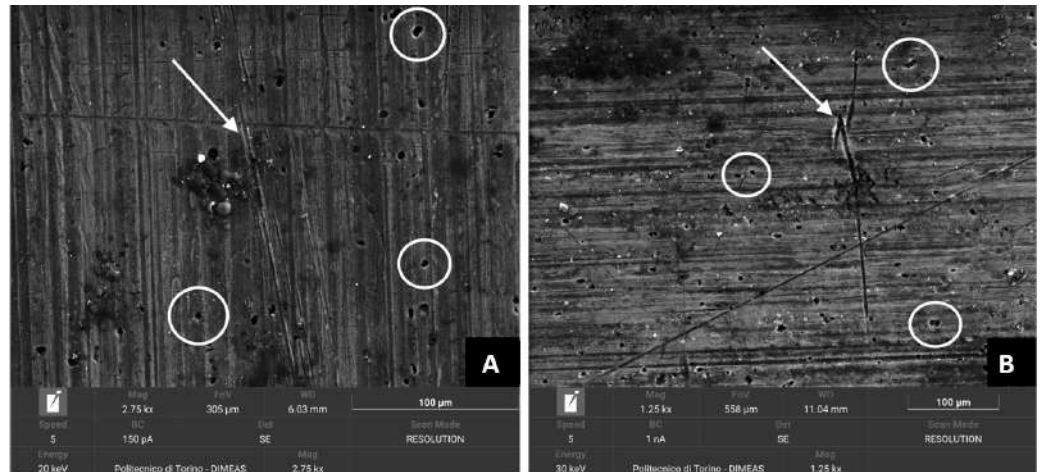 A
Mag FoV WD
2.75 kx 305 μm 6.03 mm 100 μm
Speed BC Det Scan Mode
5 150 pA SE RESOLUTION
Energy Mag
20 keV Politecnico di Torino - DIMEAS 2.75 kx
B
Mag FoV WD
1.25 kx 558 μm 11.04 mm 100 μm
Speed BC Det Scan Mode
5 1 nA SE RESOLUTION
Energy Mag
30 keV Politecnico di Torino - DIMEAS 1.25 kx